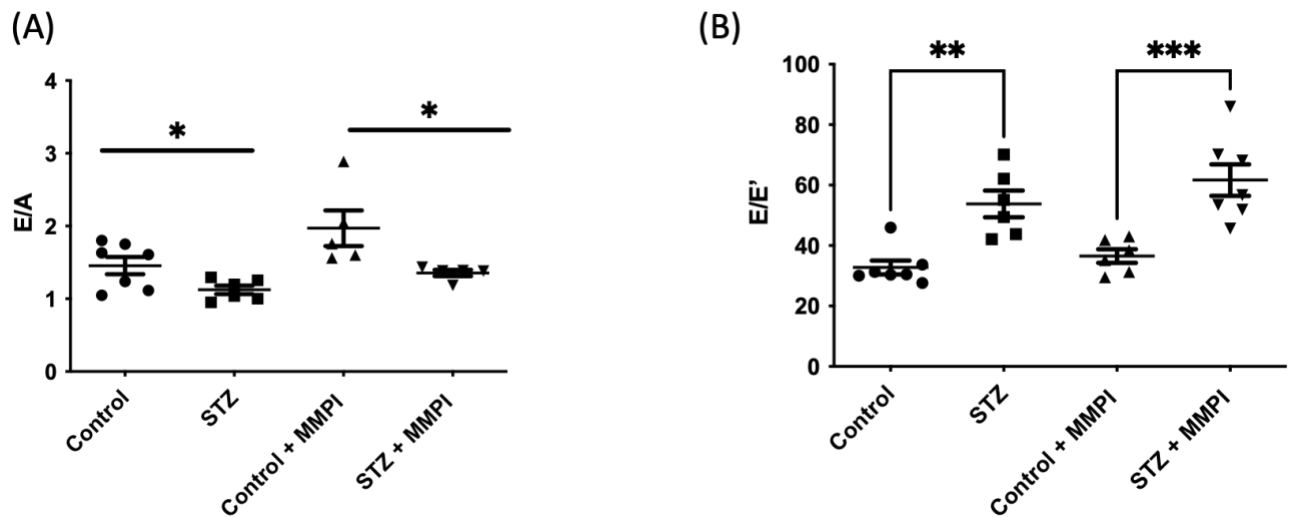 (A)
E/A
4
3
2
1
0
*
*
Control
STZ
Control + MMPI
STZ + MMPI
(B)
E/E'
100
80
60
40
20
0
**
***
Control
STZ
Control + MMPI
STZ + MMPI